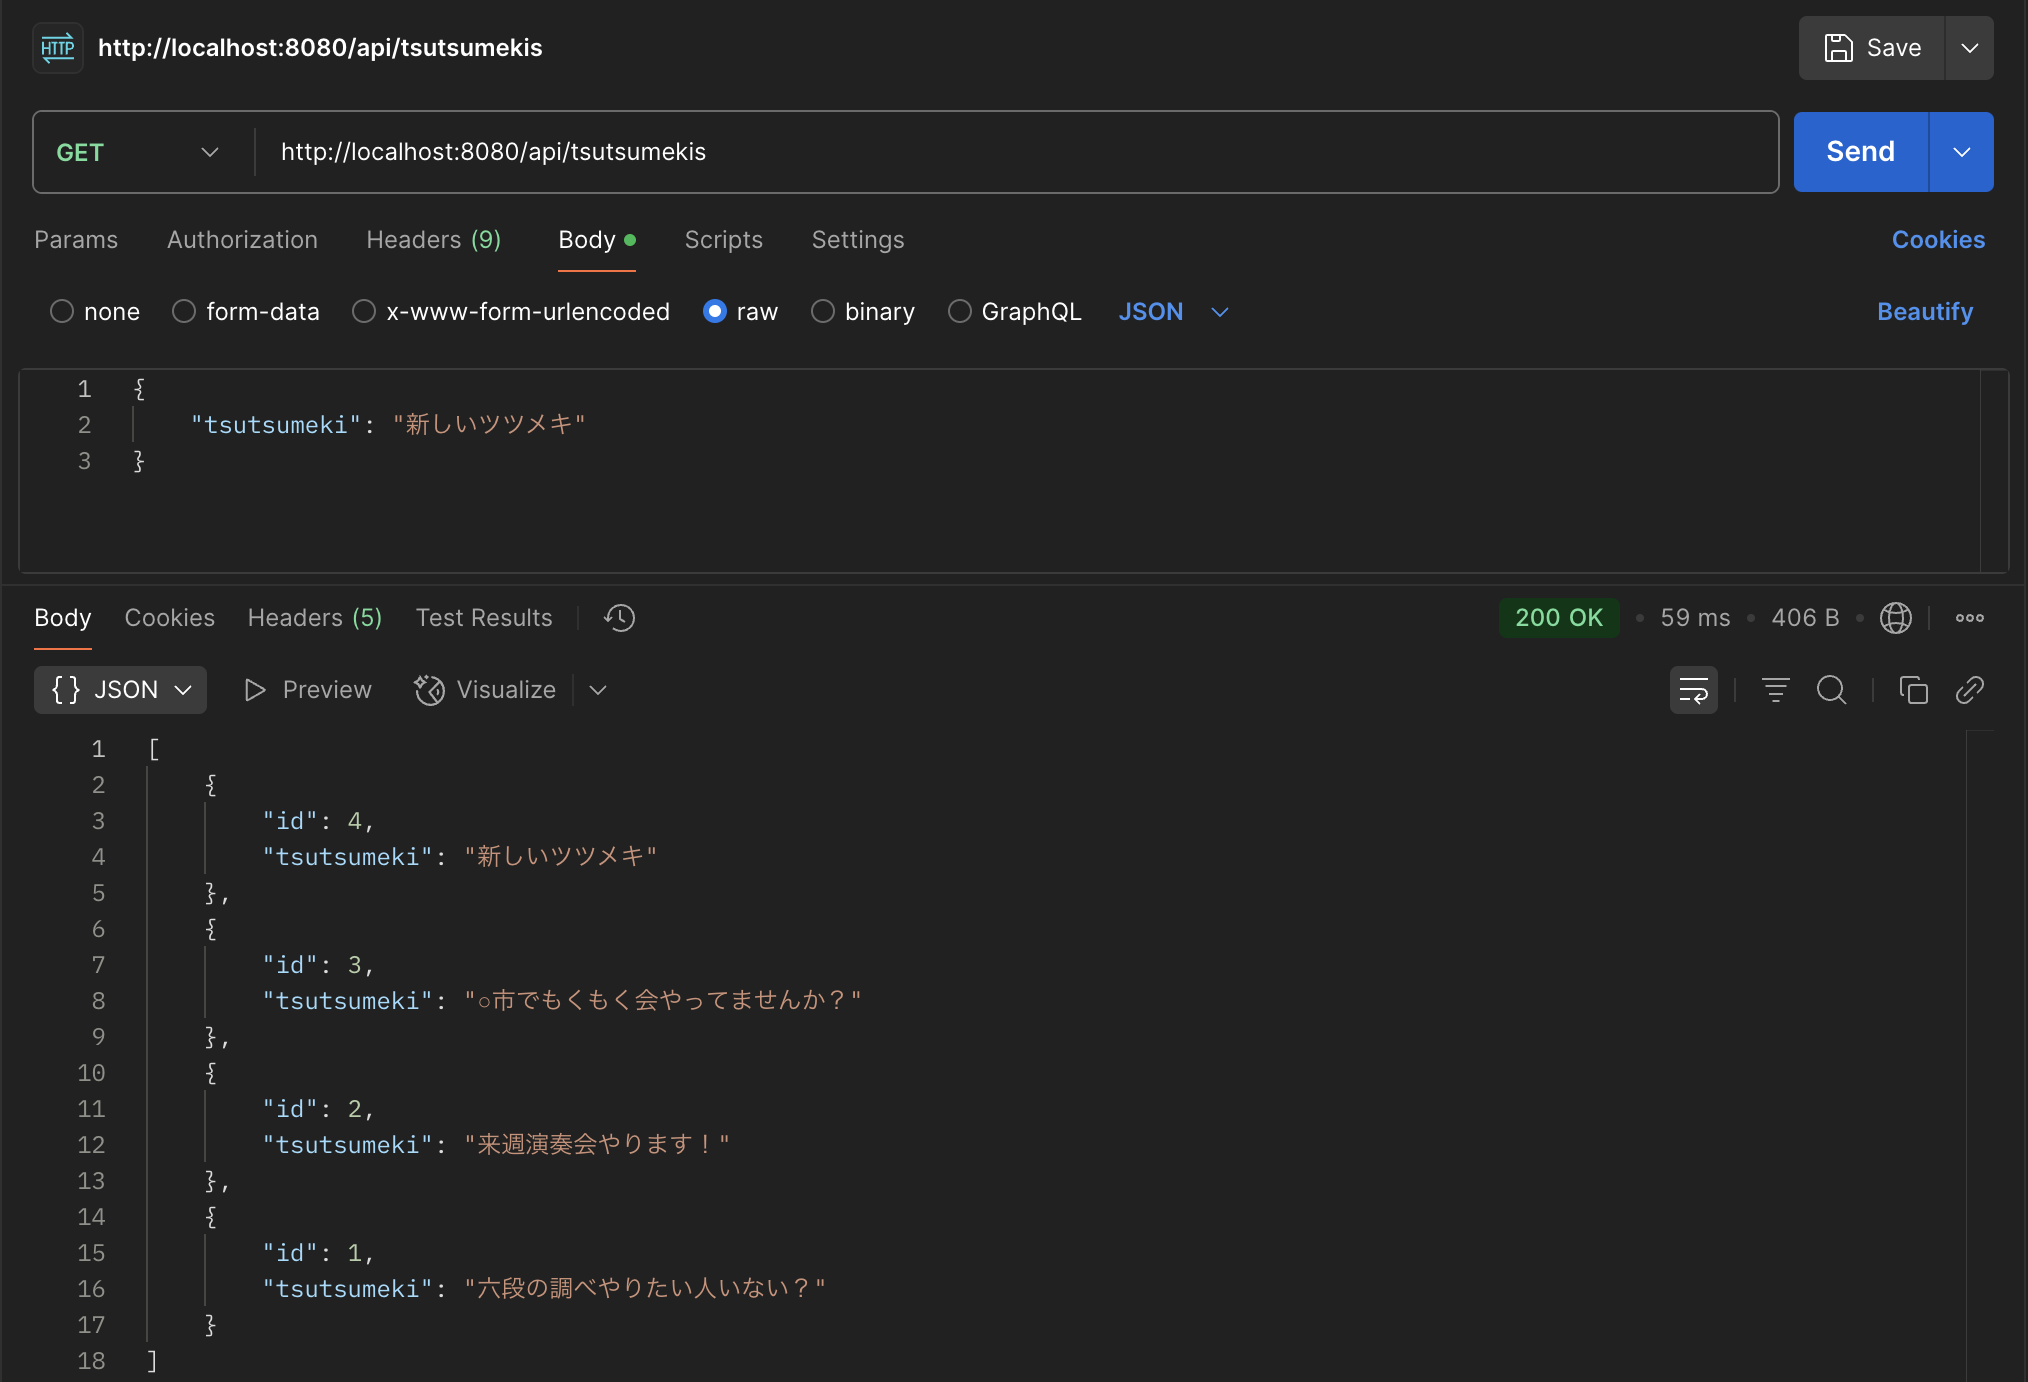 HTTP http://localhost:8080/api/tsutsumekis Save
GET http://localhost:8080/api/tsutsumekis Send
Params Authorization Headers (9) Body Scripts Settings Cookies
none form-data x-www-form-urlencoded raw binary GraphQL JSON Beautify
1 {
2 "tsutsumeki": "新しいツツメキ"
3 }
Body Cookies Headers (5) Test Results 200 OK • 59 ms • 406 B •
{ } JSON Preview Visualize
1 [
2 {
3 "id": 4,
4 "tsutsumeki": "新しいツツメキ"
5 },
6 {
7 "id": 3,
8 "tsutsumeki": "○市でもくもく会やってませんか？"
9 },
10 {
11 "id": 2,
12 "tsutsumeki": "来週演奏会やります！"
13 },
14 {
15 "id": 1,
16 "tsutsumeki": "六段の調べやりたい人いない？"
17 }
18 ]